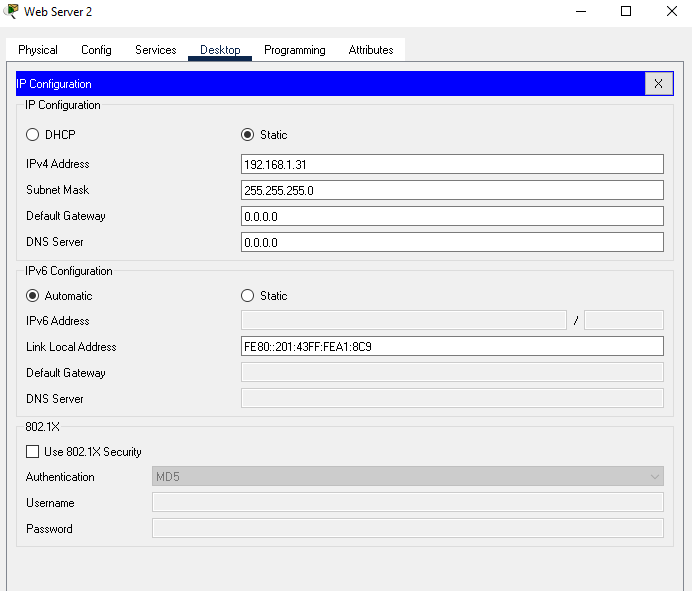 Web Server 2
Physical Config Services Desktop Programming Attributes
IP Configuration X
IP Configuration
DHCP Static
IPv4 Address 192.168.1.31
Subnet Mask 255.255.255.0
Default Gateway 0.0.0.0
DNS Server 0.0.0.0
IPv6 Configuration
Automatic Static
IPv6 Address /
Link Local Address FE80::201:43FF:FEA1:8C9
Default Gateway
DNS Server
802.1X
Use 802.1X Security
Authentication MD5
Username
Password